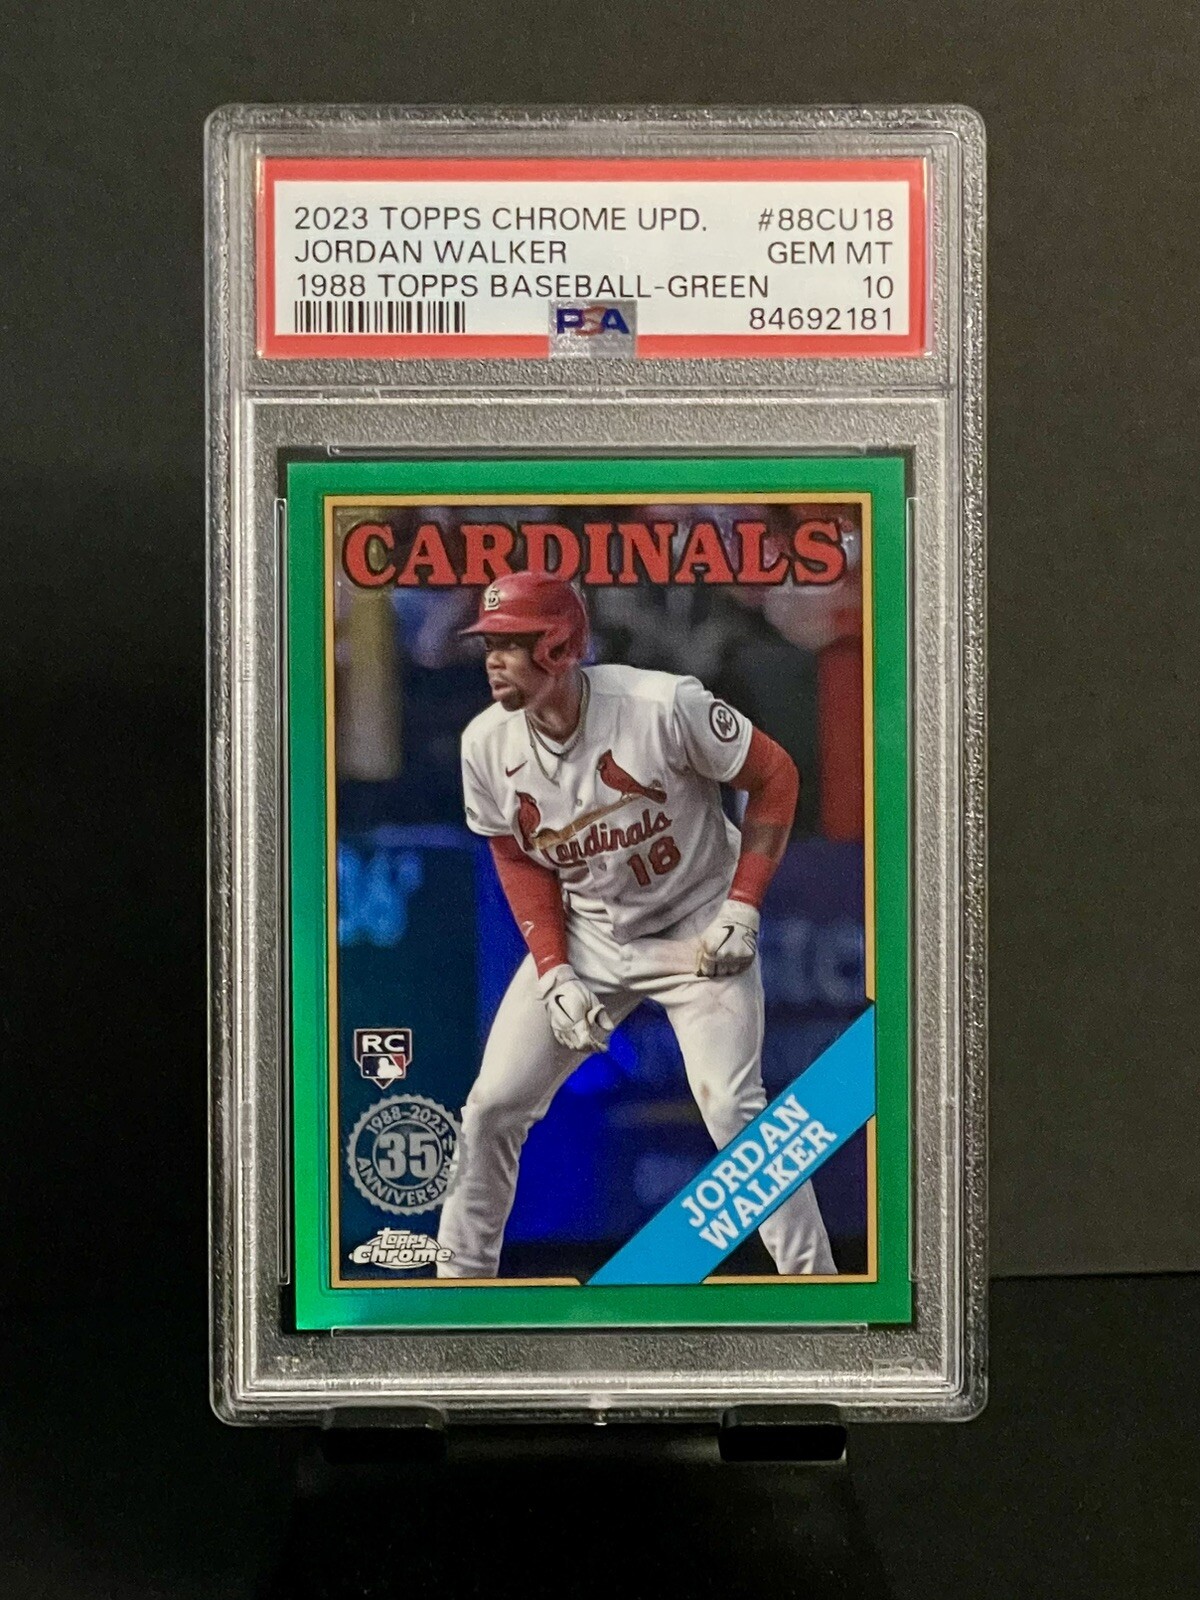 2023 TOPPS CHROME UPD. #88CU18
JORDAN WALKER GEM MT
1988 TOPPS BASEBALL-GREEN 10
PSA 84692181
CARDINALS
Cardinals
18
RC
1988-2023
35
ANNIVERSARY
Topps
Chrome
JORDAN
WALKER
PSA